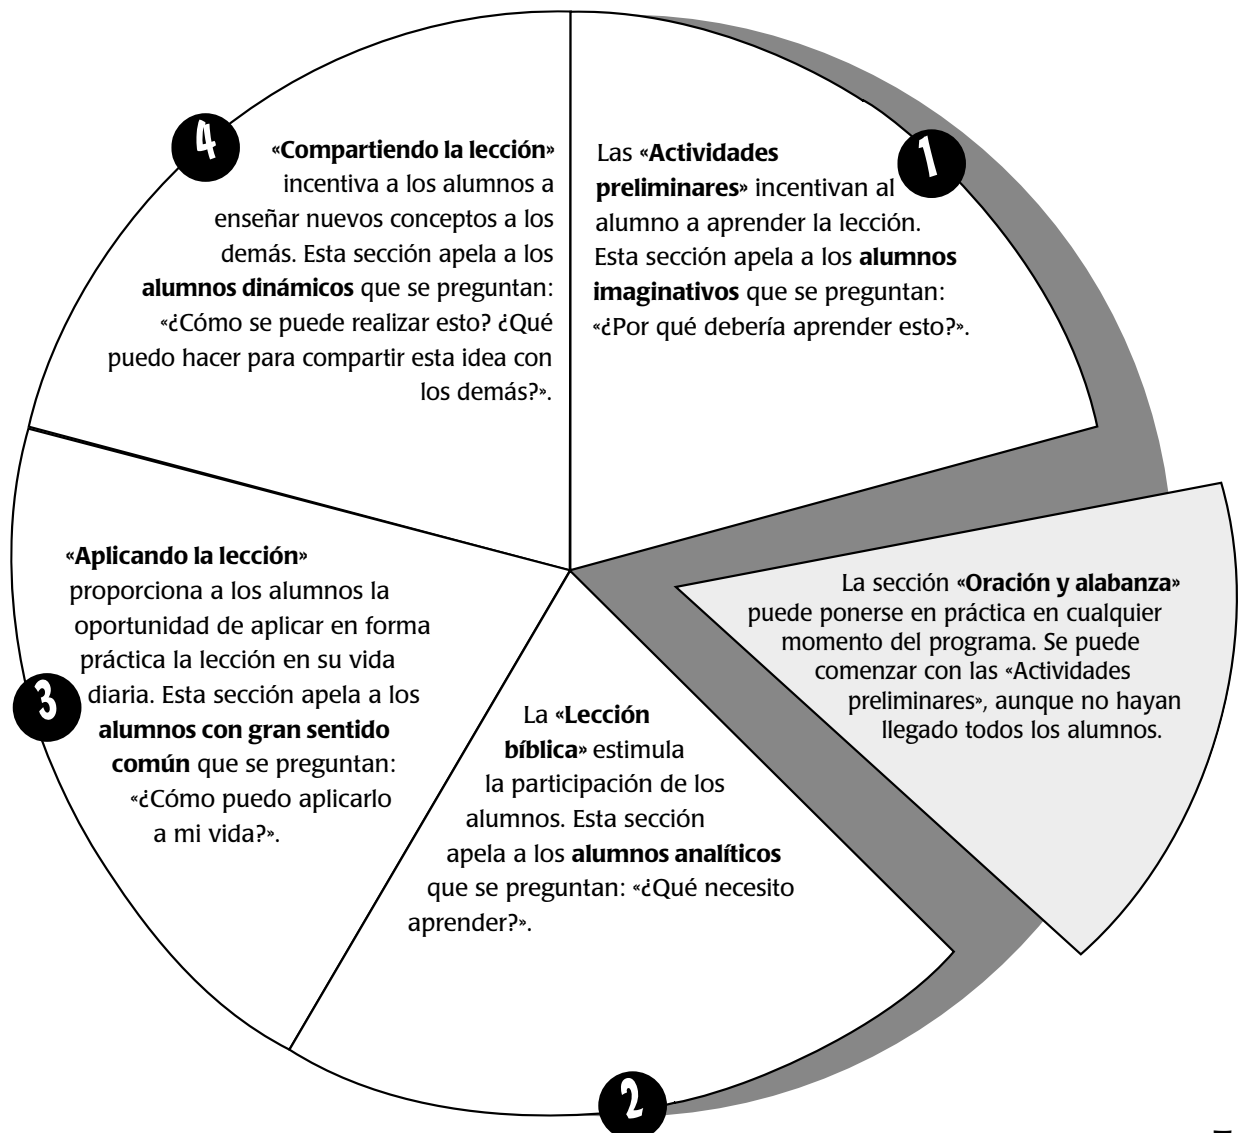 1
Las «Actividades
preliminares» incentivan al
alumno a aprender la lección.
Esta sección apela a los alumnos
imaginativos que se preguntan:
«¿Por qué debería aprender esto?».
La sección «Oración y alabanza»
puede ponerse en práctica en cualquier
momento del programa. Se puede
comenzar con las «Actividades
preliminares», aunque no hayan
llegado todos los alumnos.
2
La «Lección
bíblica» estimula
la participación de los
alumnos. Esta sección
apela a los alumnos analíticos
que se preguntan: «¿Qué necesito
aprender?».
3
«Aplicando la lección»
proporciona a los alumnos la
oportunidad de aplicar en forma
práctica la lección en su vida
diaria. Esta sección apela a los
alumnos con gran sentido
común que se preguntan:
«¿Cómo puedo aplicarlo
a mi vida?».
4
«Compartiendo la lección»
incentiva a los alumnos a
enseñar nuevos conceptos a los
demás. Esta sección apela a los
alumnos dinámicos que se preguntan:
«¿Cómo se puede realizar esto? ¿Qué
puedo hacer para compartir esta idea con
los demás?».